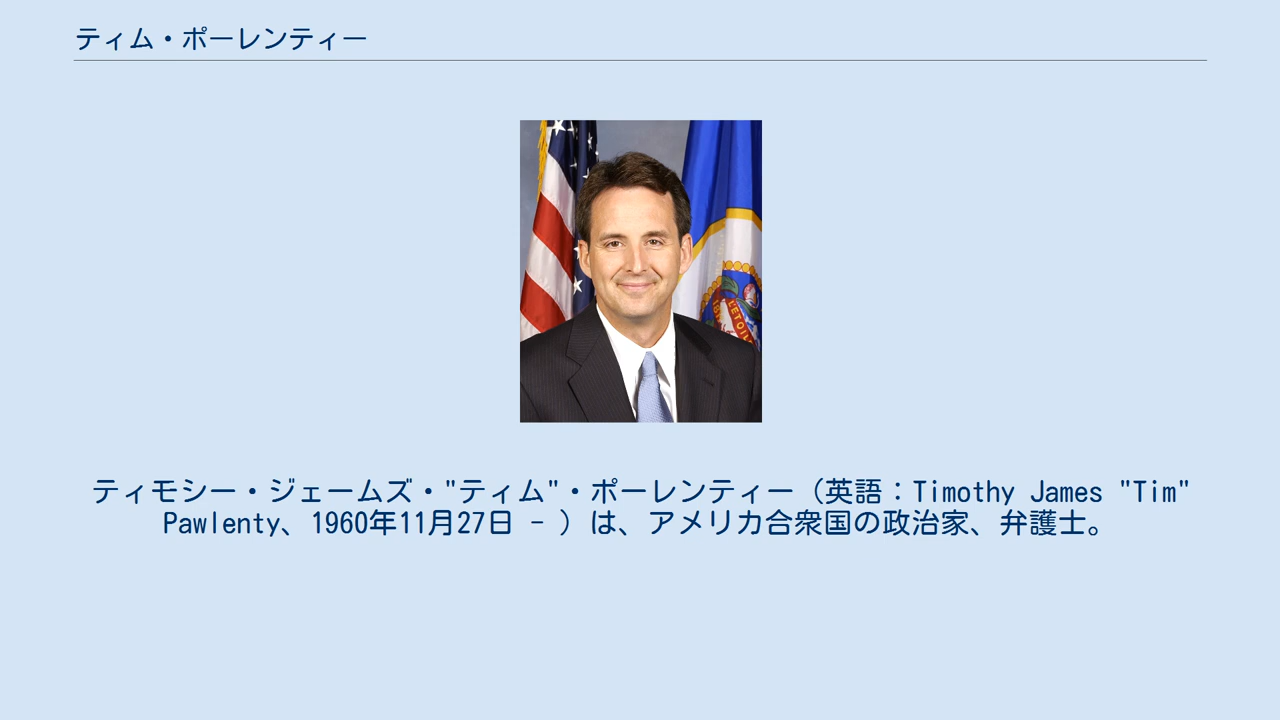 ティム・ポーレンティー
L'ETOILE
ティモシー・ジェームズ・"ティム"・ポーレンティー（英語：Timothy James "Tim"
Pawlenty、1960年11月27日 - ）は、アメリカ合衆国の政治家、弁護士。